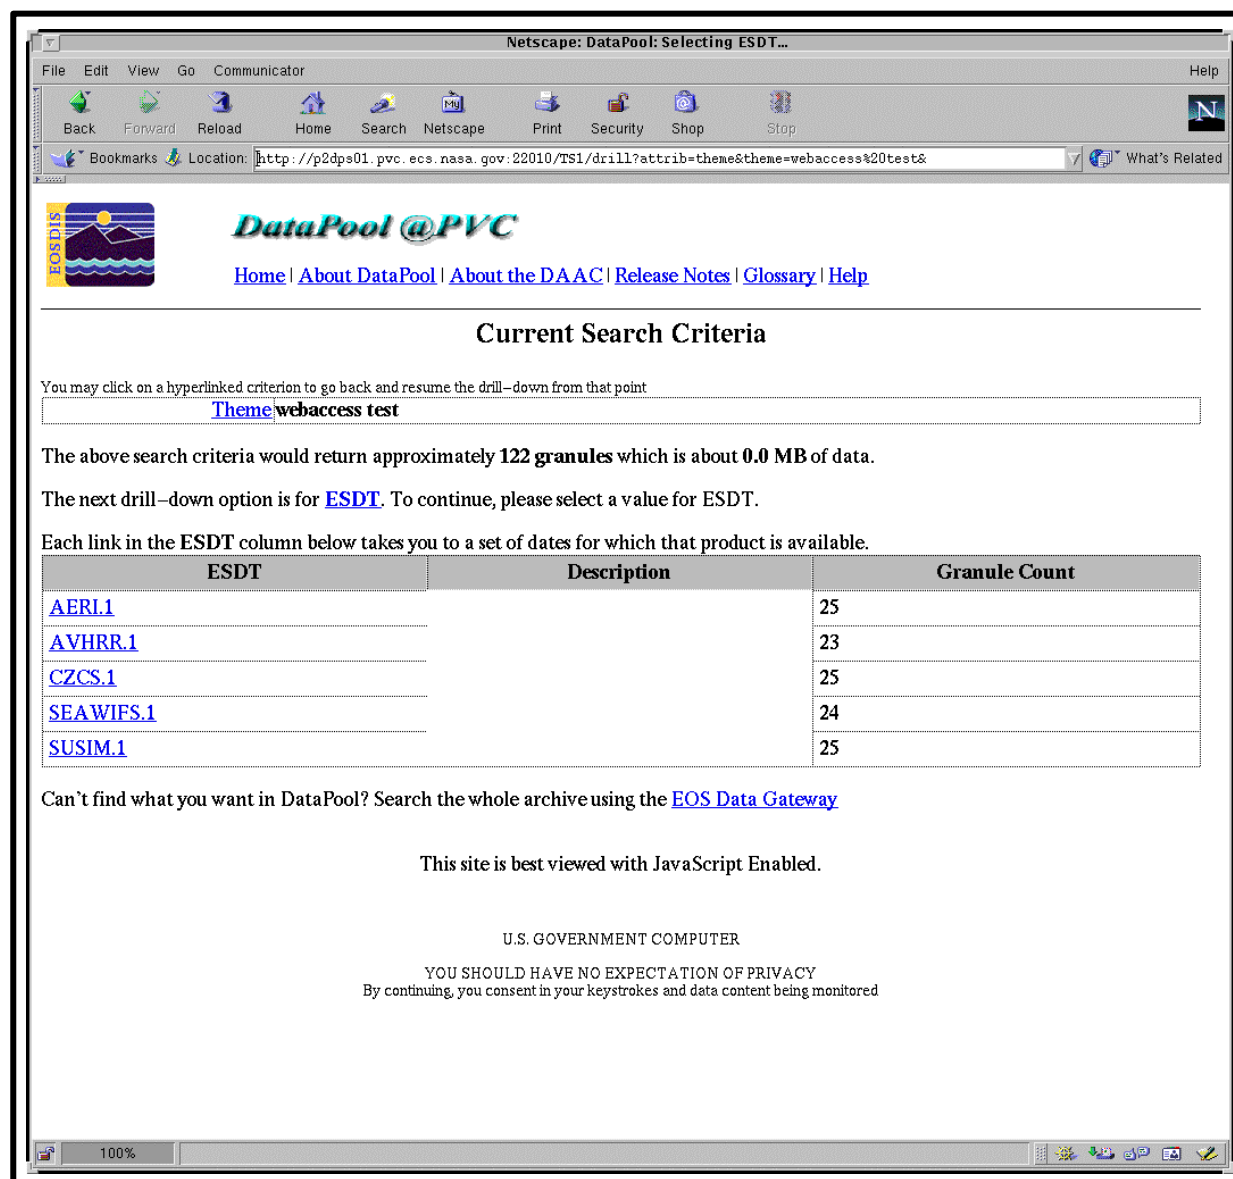 Netscape: DataPool: Selecting ESDT...
File Edit View Go Communicator Help
Back Forward Reload Home Search Netscape Print Security Shop Stop
My
N
Bookmarks Location: http://p2dps01.pvc.ecs.nasa.gov:22010/TS1/drill?attrib=theme&theme=webaccess%20test& What's Related
EOSDIS
DataPool @PVC
Home | About DataPool | About the DAAC | Release Notes | Glossary | Help
Current Search Criteria
You may click on a hyperlinked criterion to go back and resume the drill-down from that point
Theme webaccess test
The above search criteria would return approximately 122 granules which is about 0.0 MB of data.
The next drill-down option is for ESDT. To continue, please select a value for ESDT.
Each link in the ESDT column below takes you to a set of dates for which that product is available.
ESDT Description Granule Count
AERI.1 25
AVHRR.1 23
CZCS.1 25
SEAWIFS.1 24
SUSIM.1 25
Can't find what you want in DataPool? Search the whole archive using the EOS Data Gateway
This site is best viewed with JavaScript Enabled.
U.S. GOVERNMENT COMPUTER
YOU SHOULD HAVE NO EXPECTATION OF PRIVACY
By continuing, you consent in your keystrokes and data content being monitored
100%